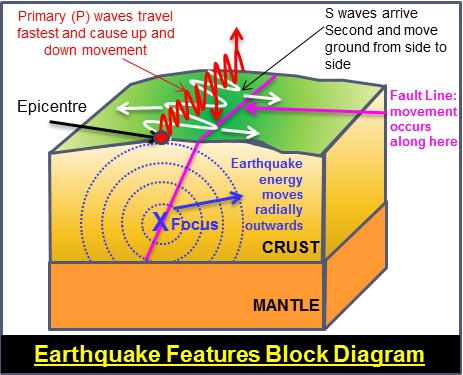 Primary (P) waves travel
fastest and cause up and
down movement
S waves arrive
Second and move
ground from side to
side
Epicentre
Fault Line:
movement
occurs
along here
Earthquake
energy
moves
radially
outwards
X Focus
CRUST
MANTLE
Earthquake Features Block Diagram